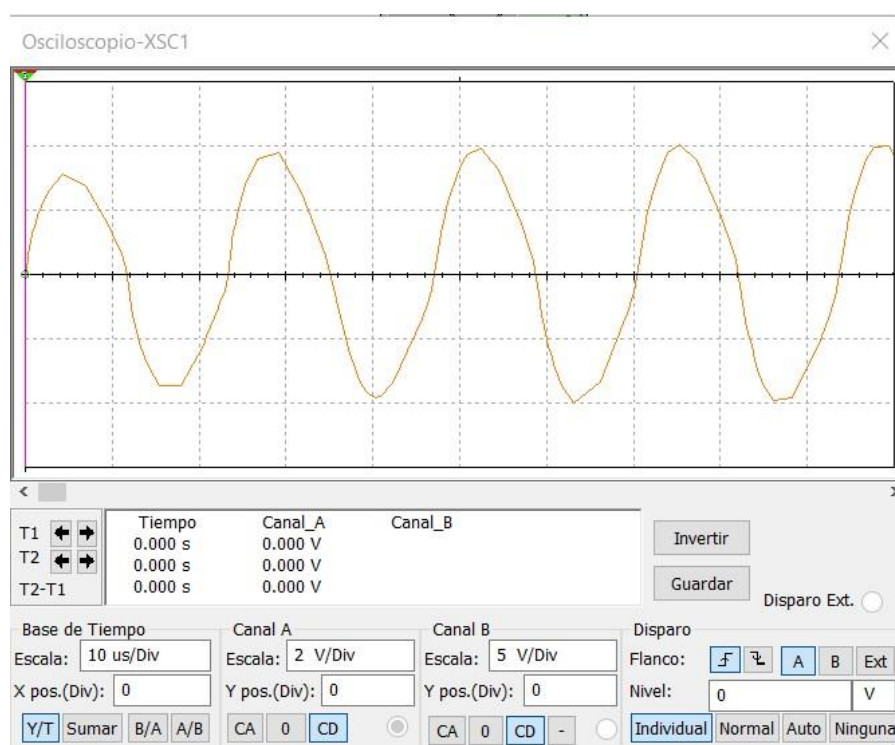 Osciloscopio-XSC1
Tiempo Canal_A Canal_B
T1 0.000 s 0.000 V
T2 0.000 s 0.000 V
T2-T1 0.000 s 0.000 V
Invertir
Guardar
Disparo Ext.
Base de Tiempo Canal A Canal B Disparo
Escala: 10 us/Div Escala: 2 V/Div Escala: 5 V/Div Flanco: A B Ext
X pos.(Div): 0 Y pos.(Div): 0 Y pos.(Div): 0 Nivel: 0 V
Y/T Sumar B/A A/B CA 0 CD CA 0 CD - Individual Normal Auto Ninguno